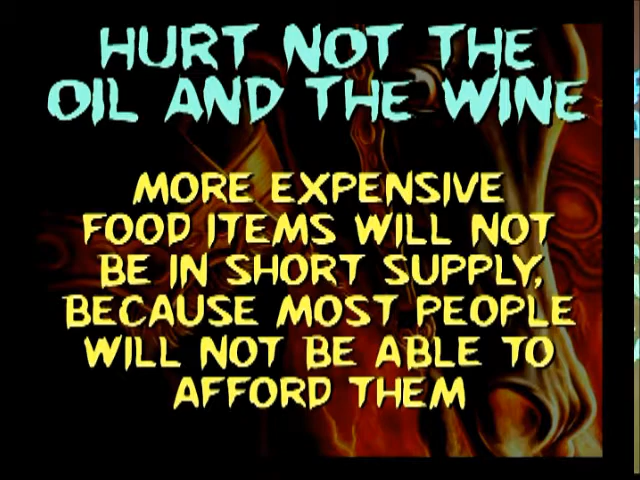 HURT NOT THE
OIL AND THE WINE
MORE EXPENSIVE
FOOD ITEMS WILL NOT
BE IN SHORT SUPPLY,
BECAUSE MOST PEOPLE
WILL NOT BE ABLE TO
AFFORD THEM